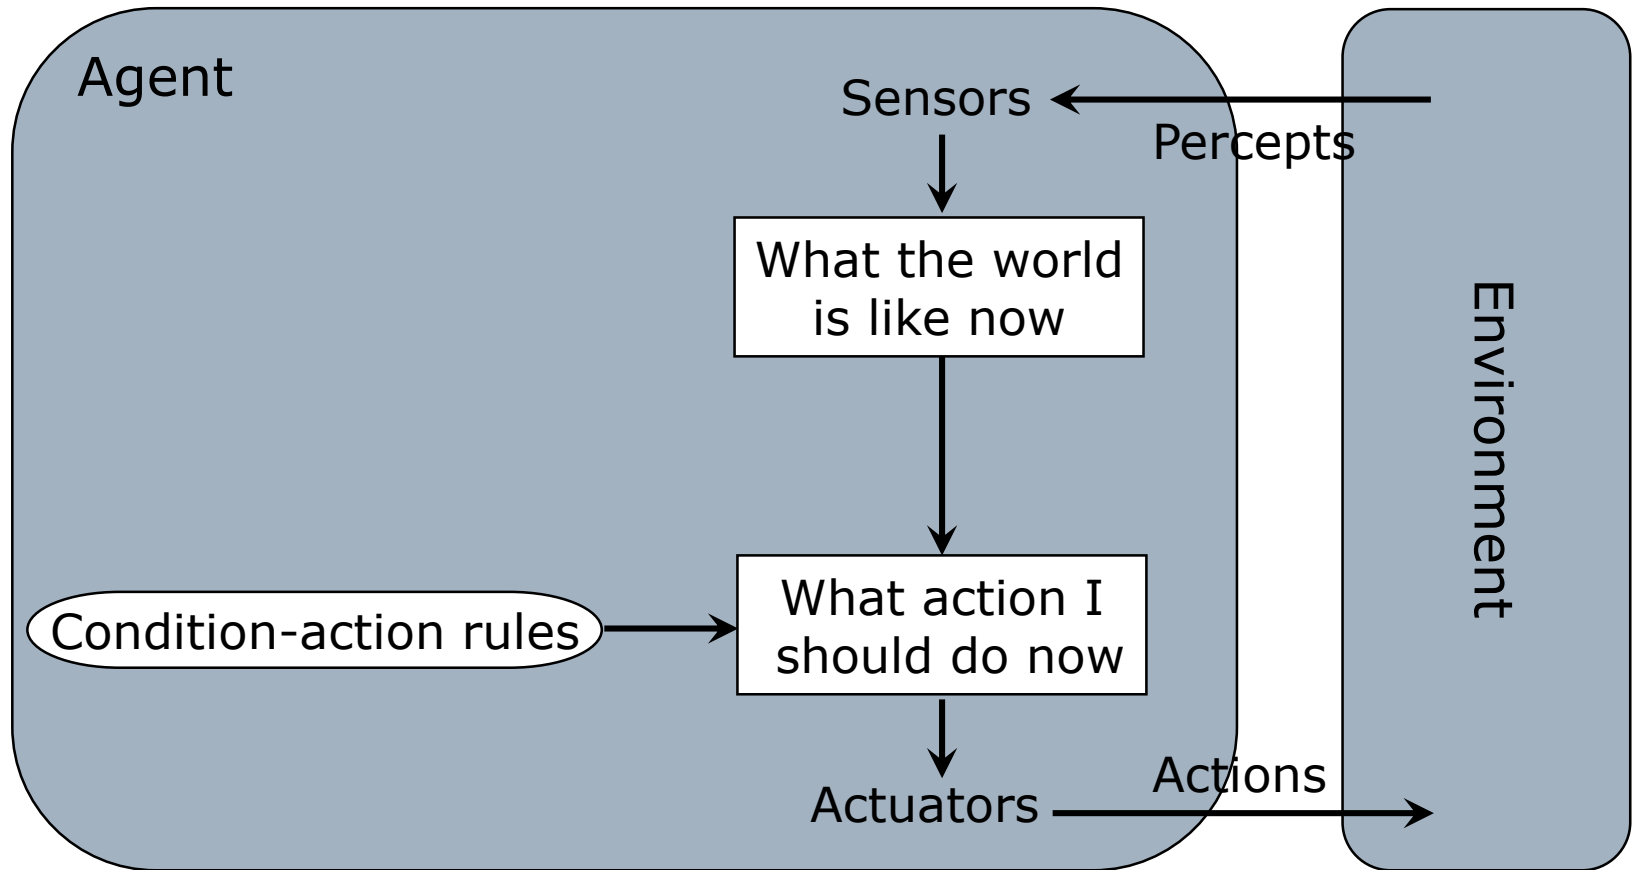 Agent
Sensors
Percepts
What the world
is like now
Environment
Condition-action rules
What action I
should do now
Actions
Actuators